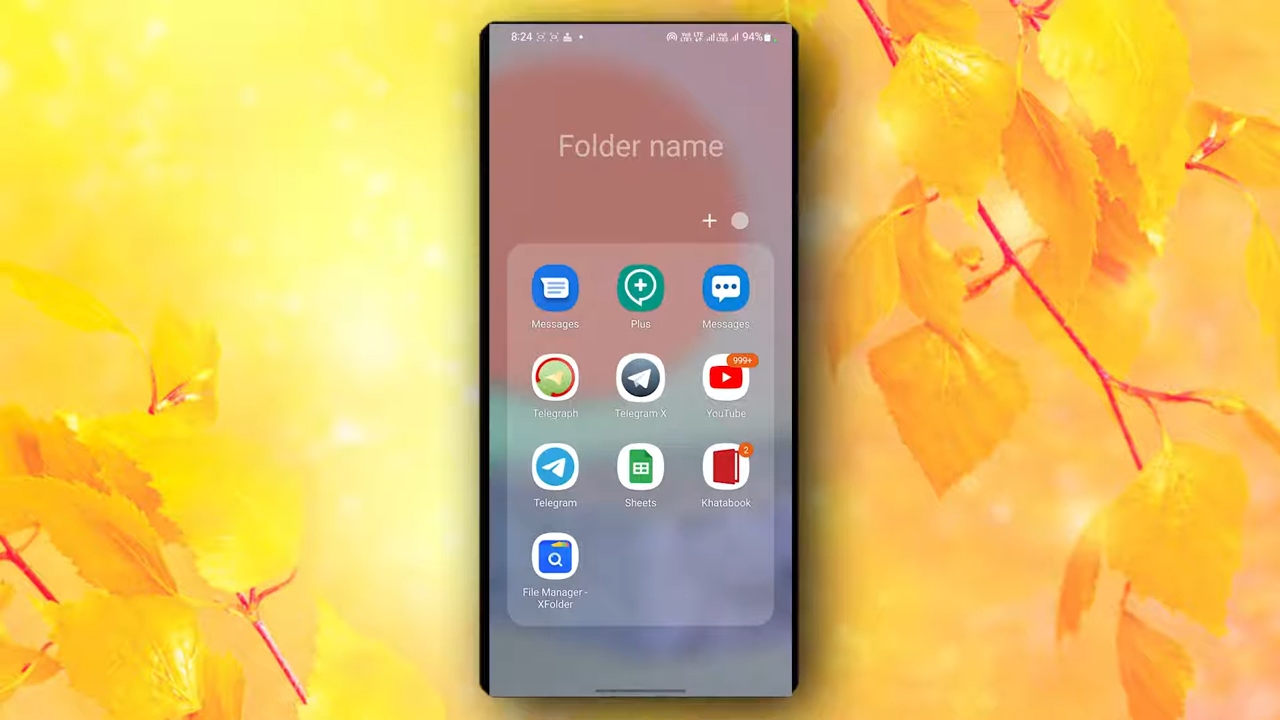 8:24
94%
Folder name
Messages
Plus
Messages
999+
Telegraph
Telegram X
YouTube
2
Telegram
Sheets
Khatabook
File Manager -
XFolder